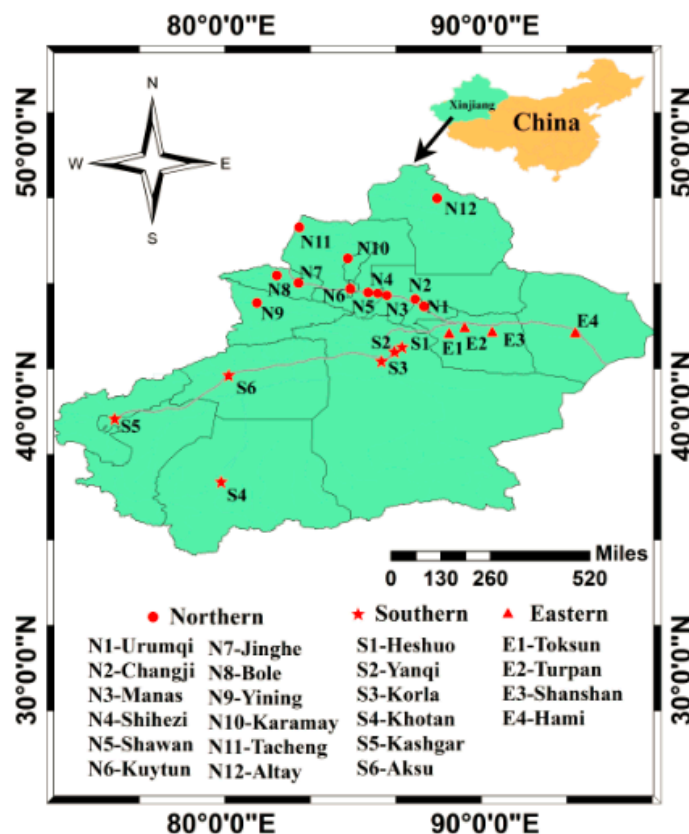 80°0'0"E 90°0'0"E
N
W E
S
Xinjiang
China
50°0'0"N 50°0'0"N
N12
N11
N10
N7
N8
N6
N4
N5
N2
N3
N1
N9
S2
S1
E1
E2
E3
E4
S3
S6
S5
S4
40°0'0"N 40°0'0"N
Miles
0 130 260 520
30°0'0"N 30°0'0"N
Northern
N1-Urumqi
N2-Changji
N3-Manas
N4-Shihezi
N5-Shawan
N6-Kuytun
N7-Jinghe
N8-Bole
N9-Yining
N10-Karamay
N11-Tacheng
N12-Altay
Southern
S1-Heshuo
S2-Yanqi
S3-Korla
S4-Khotan
S5-Kashgar
S6-Aksu
Eastern
E1-Toksun
E2-Turpan
E3-Shanshan
E4-Hami
80°0'0"E 90°0'0"E